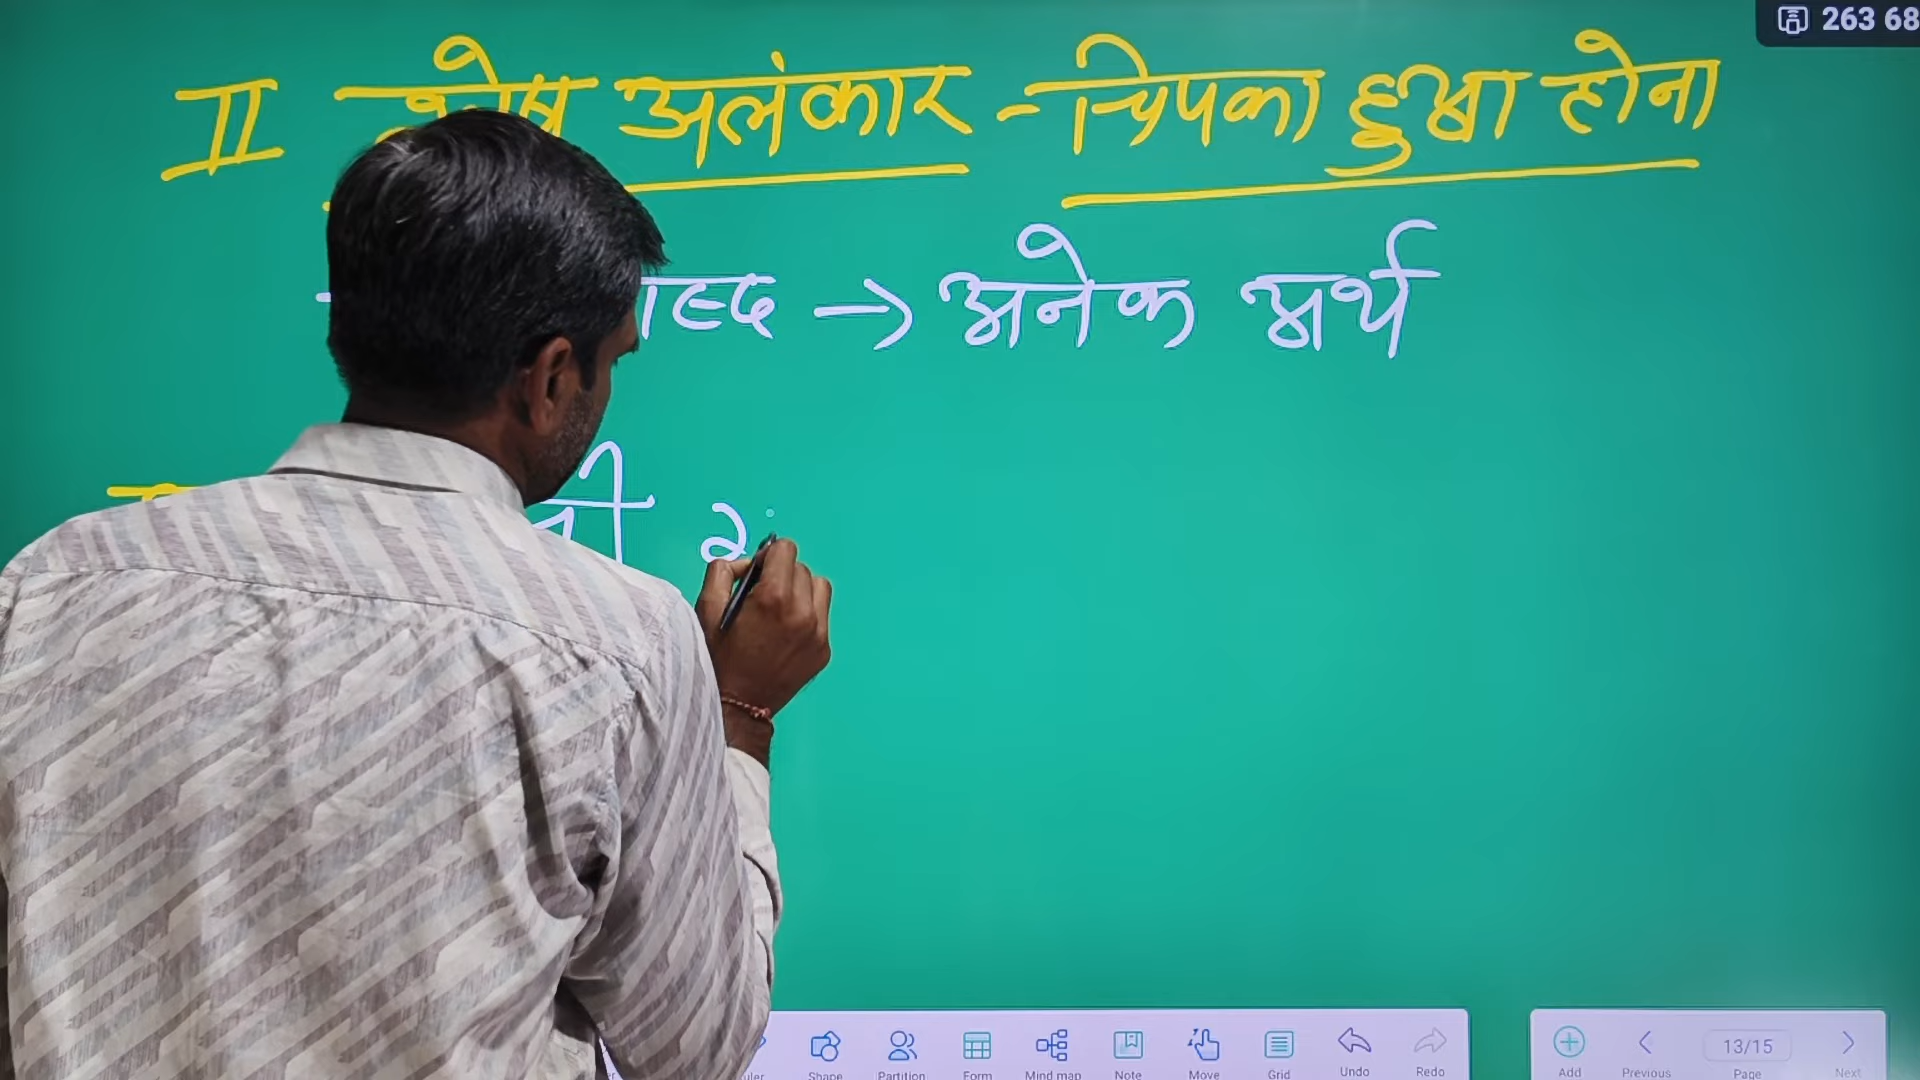 263 68
II श्लेष अलंकार - चिपका हुआ होना
शब्द → अनेक अर्थ
Shape Partition Form Mind map Note Move Grid Undo Redo Add Previous 13/15 Page Next